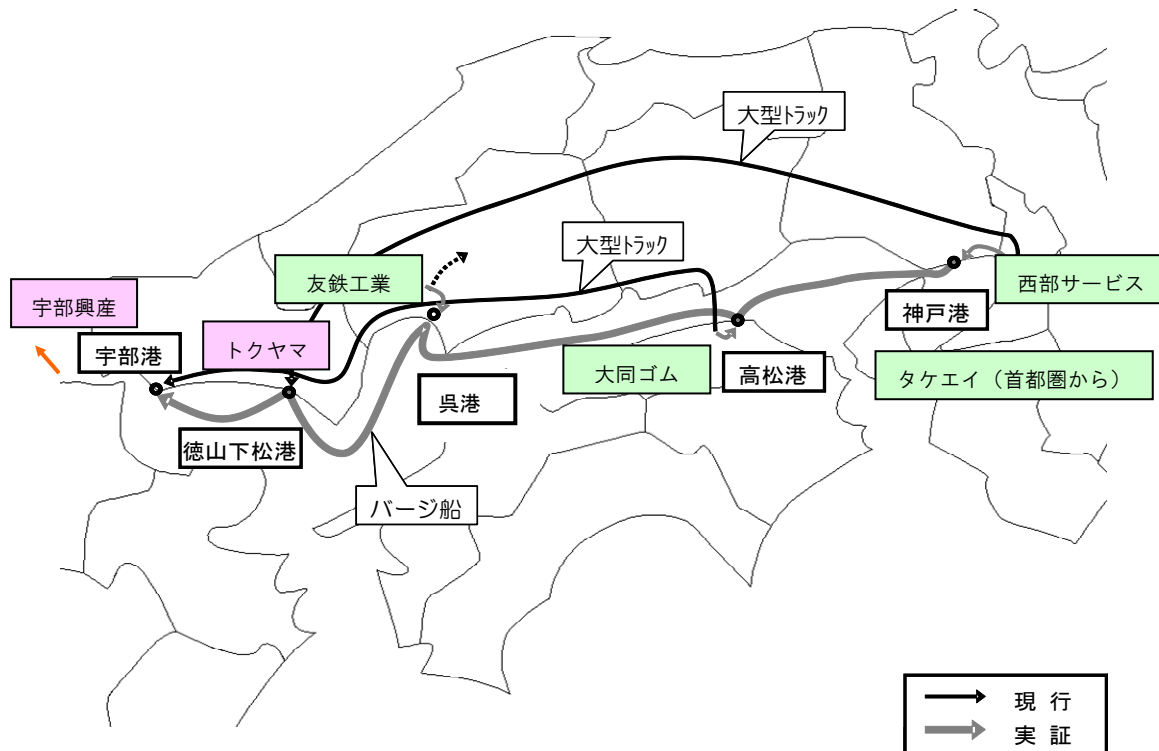 大型トラック
大型トラック
友鉄工業
西部サービス
宇部興産
神戸港
宇部港
トクヤマ
大同ゴム
高松港
タケエイ（首都圏から）
呉港
徳山下松港
バージ船
現 行
実 証